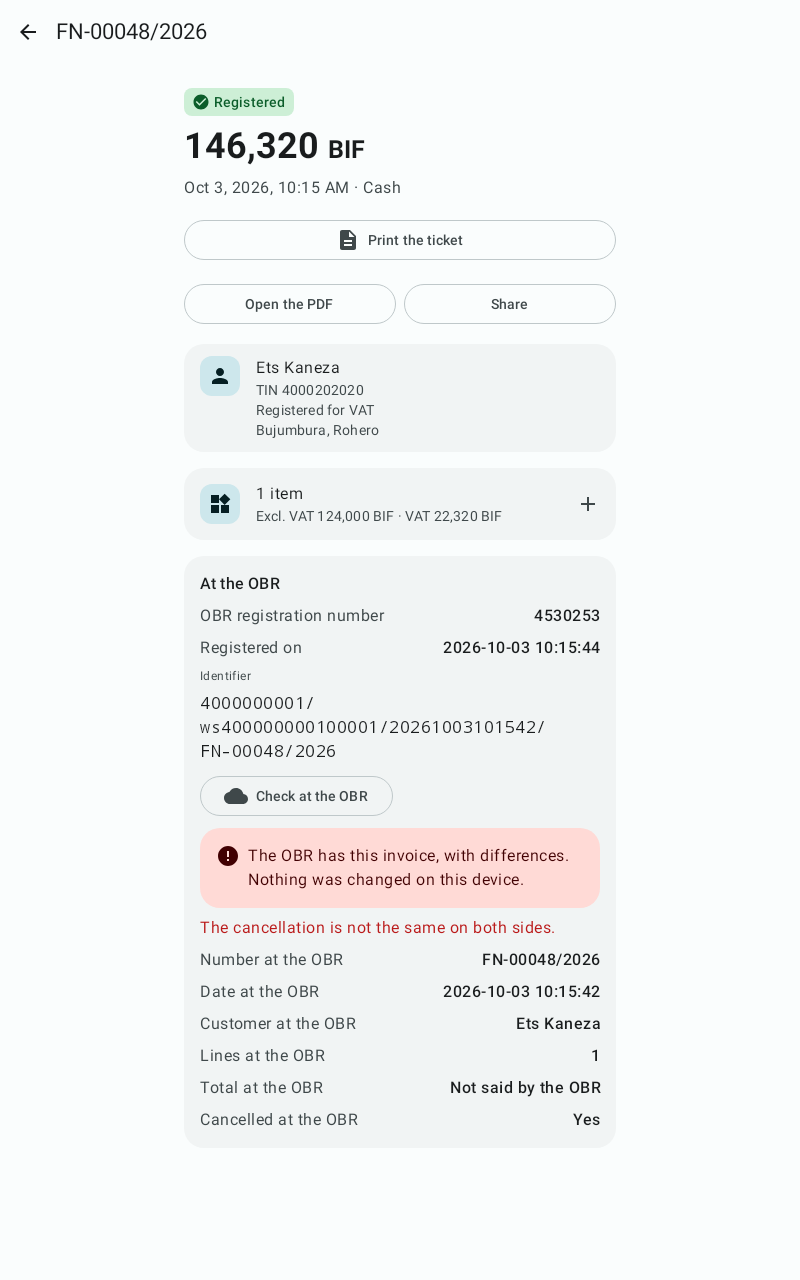 FN-00048/2026
Registered
146,320 BIF
Oct 3, 2026, 10:15 AM · Cash
Print the ticket
Open the PDF
Share
Ets Kaneza
TIN 4000202020
Registered for VAT
Bujumbura, Rohero
1 item
Excl. VAT 124,000 BIF · VAT 22,320 BIF
At the OBR
OBR registration number 4530253
Registered on 2026-10-03 10:15:44
Identifier
4000000001/
ws400000000100001/20261003101542/
FN-00048/2026
Check at the OBR
The OBR has this invoice, with differences.
Nothing was changed on this device.
The cancellation is not the same on both sides.
Number at the OBR FN-00048/2026
Date at the OBR 2026-10-03 10:15:42
Customer at the OBR Ets Kaneza
Lines at the OBR 1
Total at the OBR Not said by the OBR
Cancelled at the OBR Yes